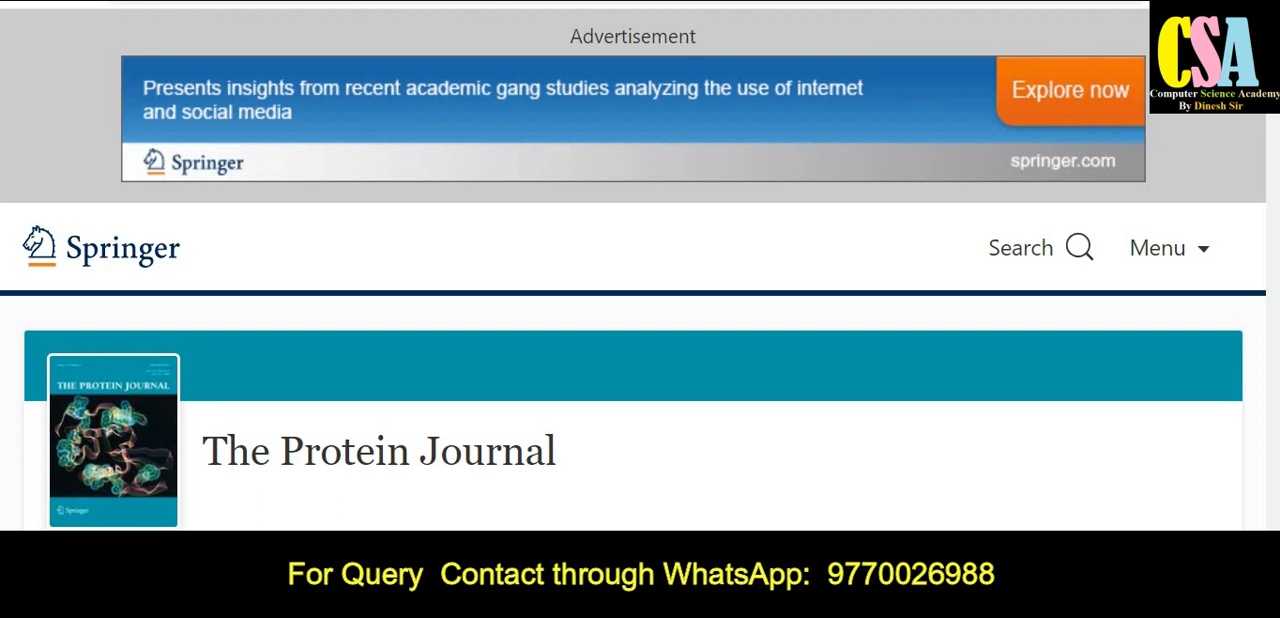 Advertisement
CSA
Computer Science Academy
By Dinesh Sir
Presents insights from recent academic gang studies analyzing the use of internet
and social media
Explore now
Springer
springer.com
Springer
Search
Menu
THE PROTEIN JOURNAL
Springer
The Protein Journal
For Query Contact through WhatsApp: 9770026988